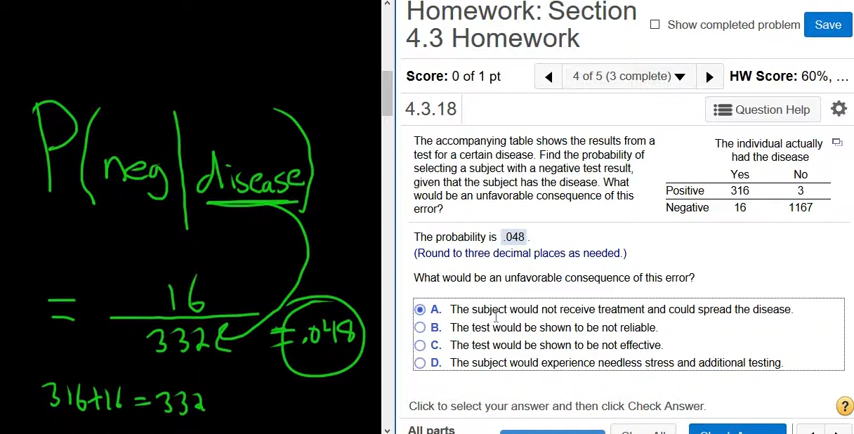 P(neg|disease)
= 16/332 = .048
316+16=332
Homework: Section 4.3 Homework
Show completed problem
Save
Score: 0 of 1 pt
4 of 5 (3 complete)
HW Score: 60%, ...
4.3.18
Question Help
The accompanying table shows the results from a
test for a certain disease. Find the probability of
selecting a subject with a negative test result,
given that the subject has the disease. What
would be an unfavorable consequence of this
error?
The individual actually
had the disease
Yes No
Positive 316 3
Negative 16 1167
The probability is .048.
(Round to three decimal places as needed.)
What would be an unfavorable consequence of this error?
A. The subject would not receive treatment and could spread the disease.
B. The test would be shown to be not reliable.
C. The test would be shown to be not effective.
D. The subject would experience needless stress and additional testing.
Click to select your answer and then click Check Answer.
?
All parts
Clear All
Check Answer